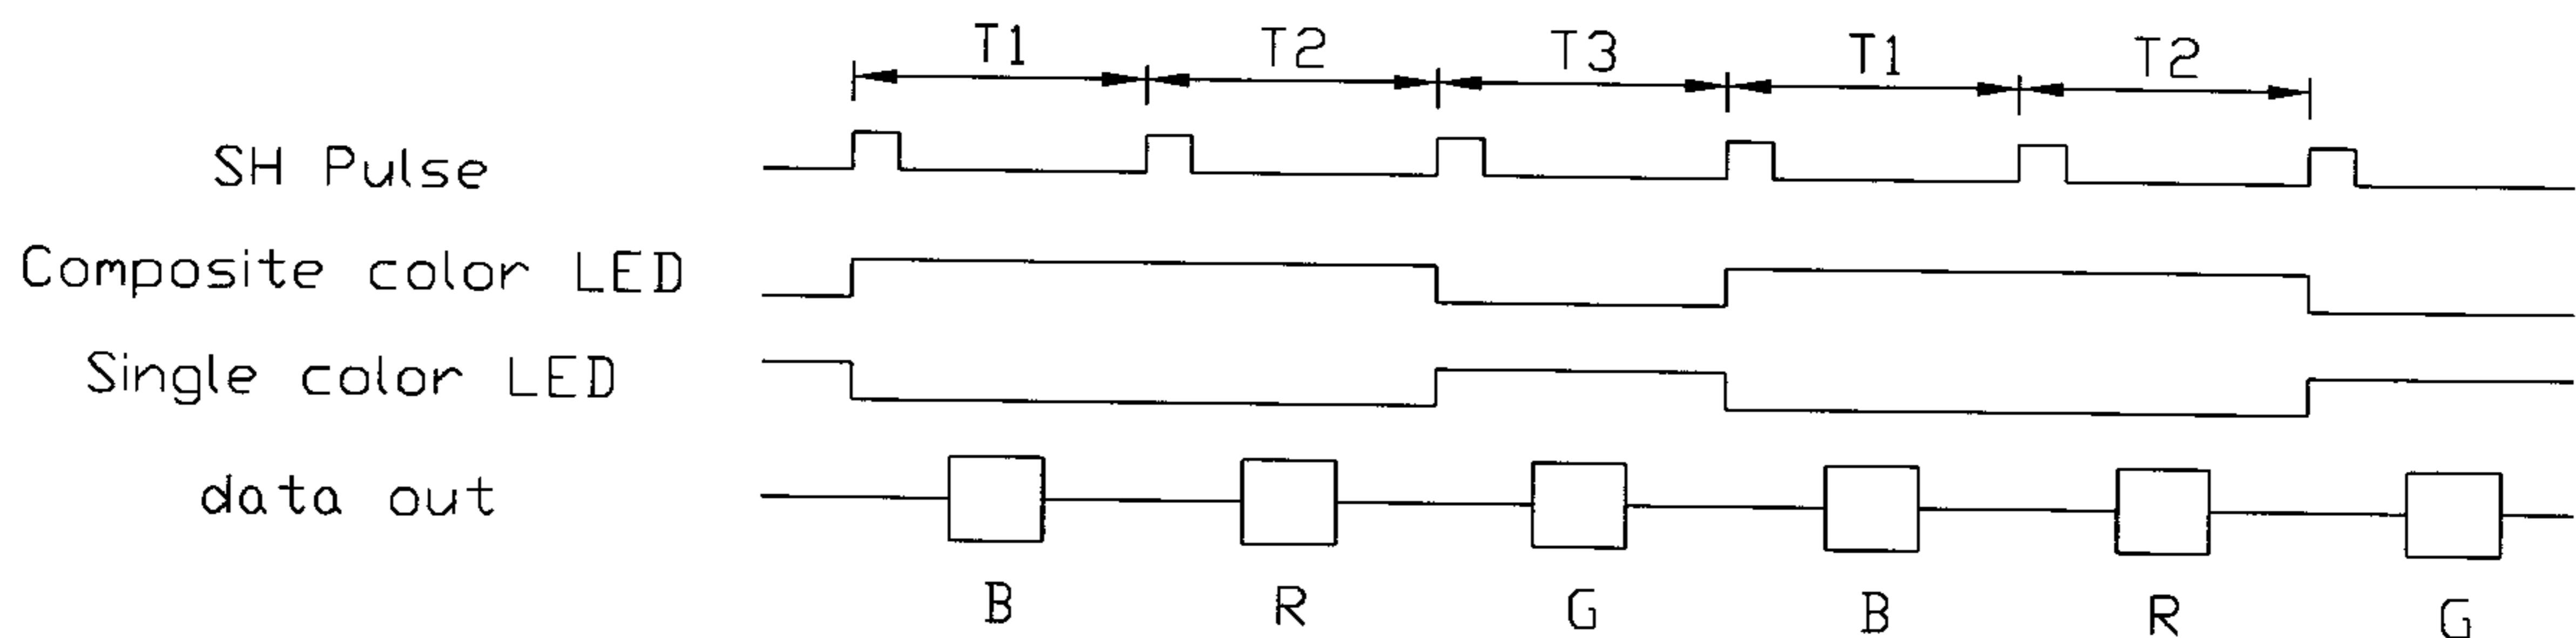 T1 T2 T3 T1 T2
SH Pulse
Composite color LED
Single color LED
data out
B R G B R G